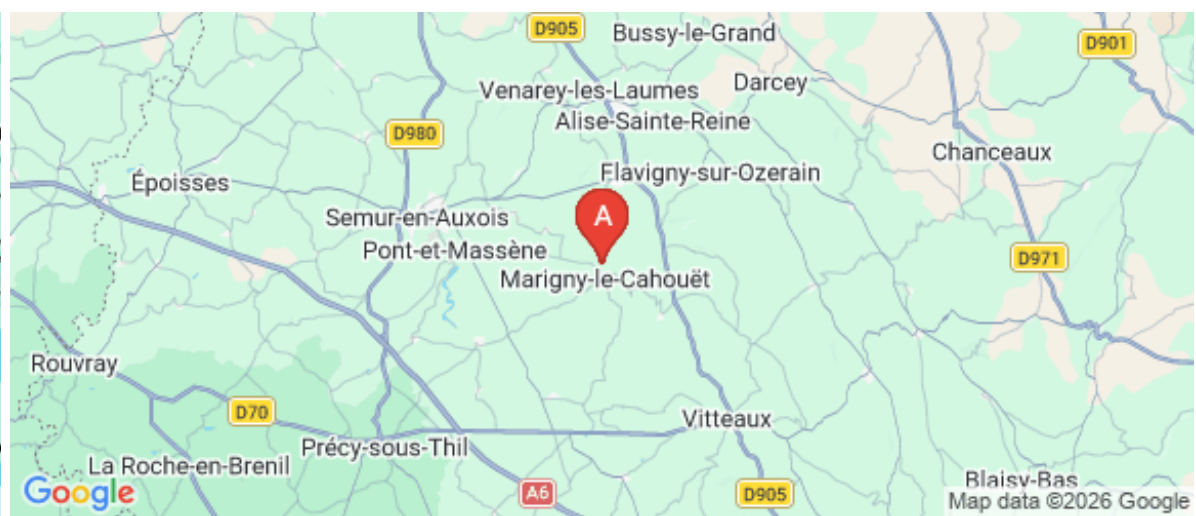 D905
Bussy-le-Grand
D901
Darcey
Venarey-les-Laumes
Alise-Sainte-Reine
D980
Chanceaux
Flavigny-sur-Ozerain
Époisses
A
Semur-en-Auxois
Pont-et-Massène
D971
Marigny-le-Cahouët
Rouvray
D70
Vitteaux
Précy-sous-Thil
La Roche-en-Brenil
Blaisy-Bas
Google
A6
D905
Map data ©2026 Google